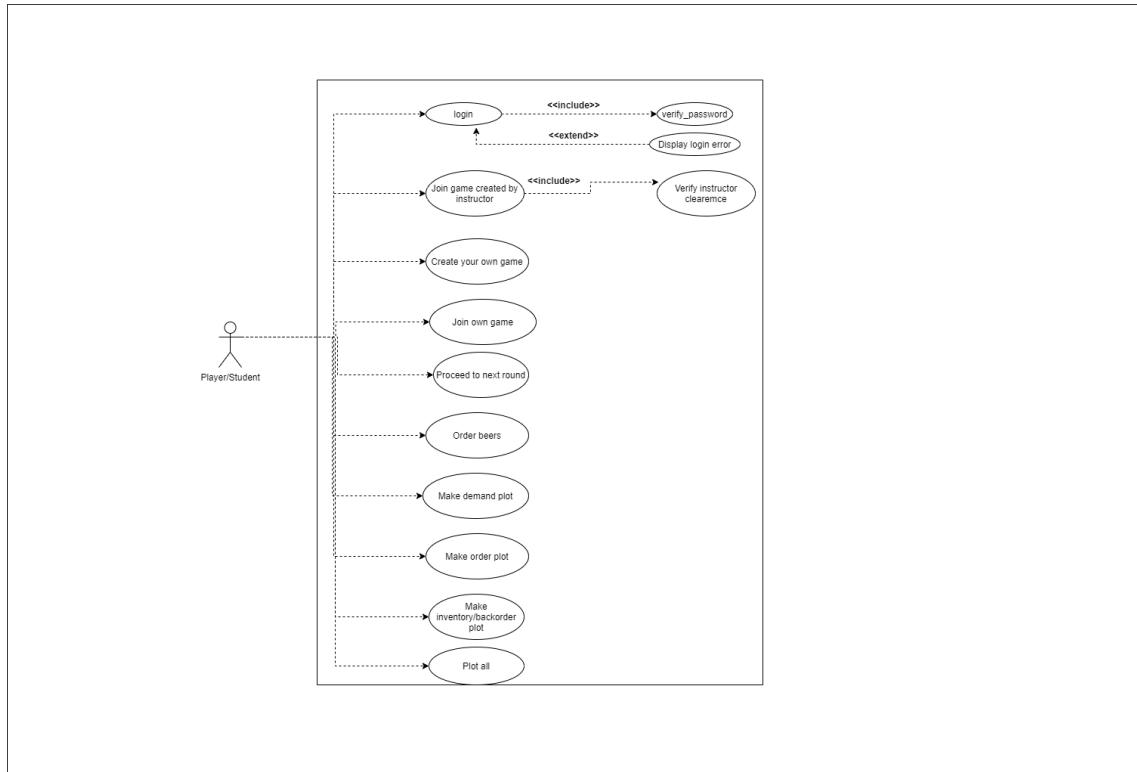 <<include>>
login
verify_password
<<extend>>
Display login error
<<include>>
Join game created by
instructor
Verify instructor
clearemce
Create your own game
Join own game
Player/Student
Proceed to next round
Order beers
Make demand plot
Make order plot
Make
inventory/backorder
plot
Plot all